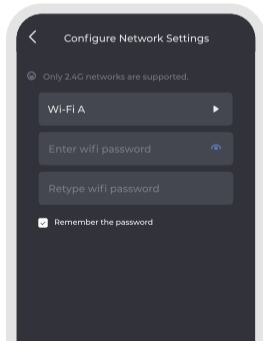 Configure Network Settings
Only 2.4G networks are supported.
Wi-Fi A
Enter wifi password
Retype wifi password
Remember the password